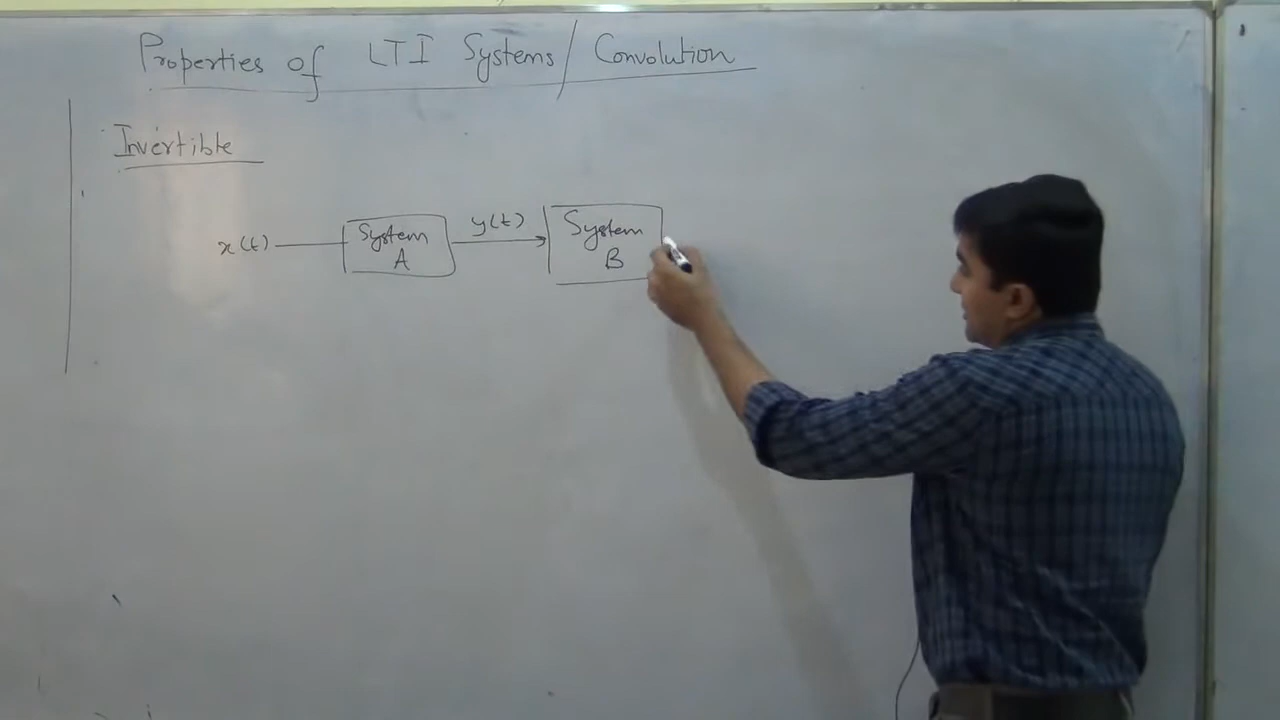 Properties of LTI Systems / Convolution
Invertible
x(t) System A y(t) System B